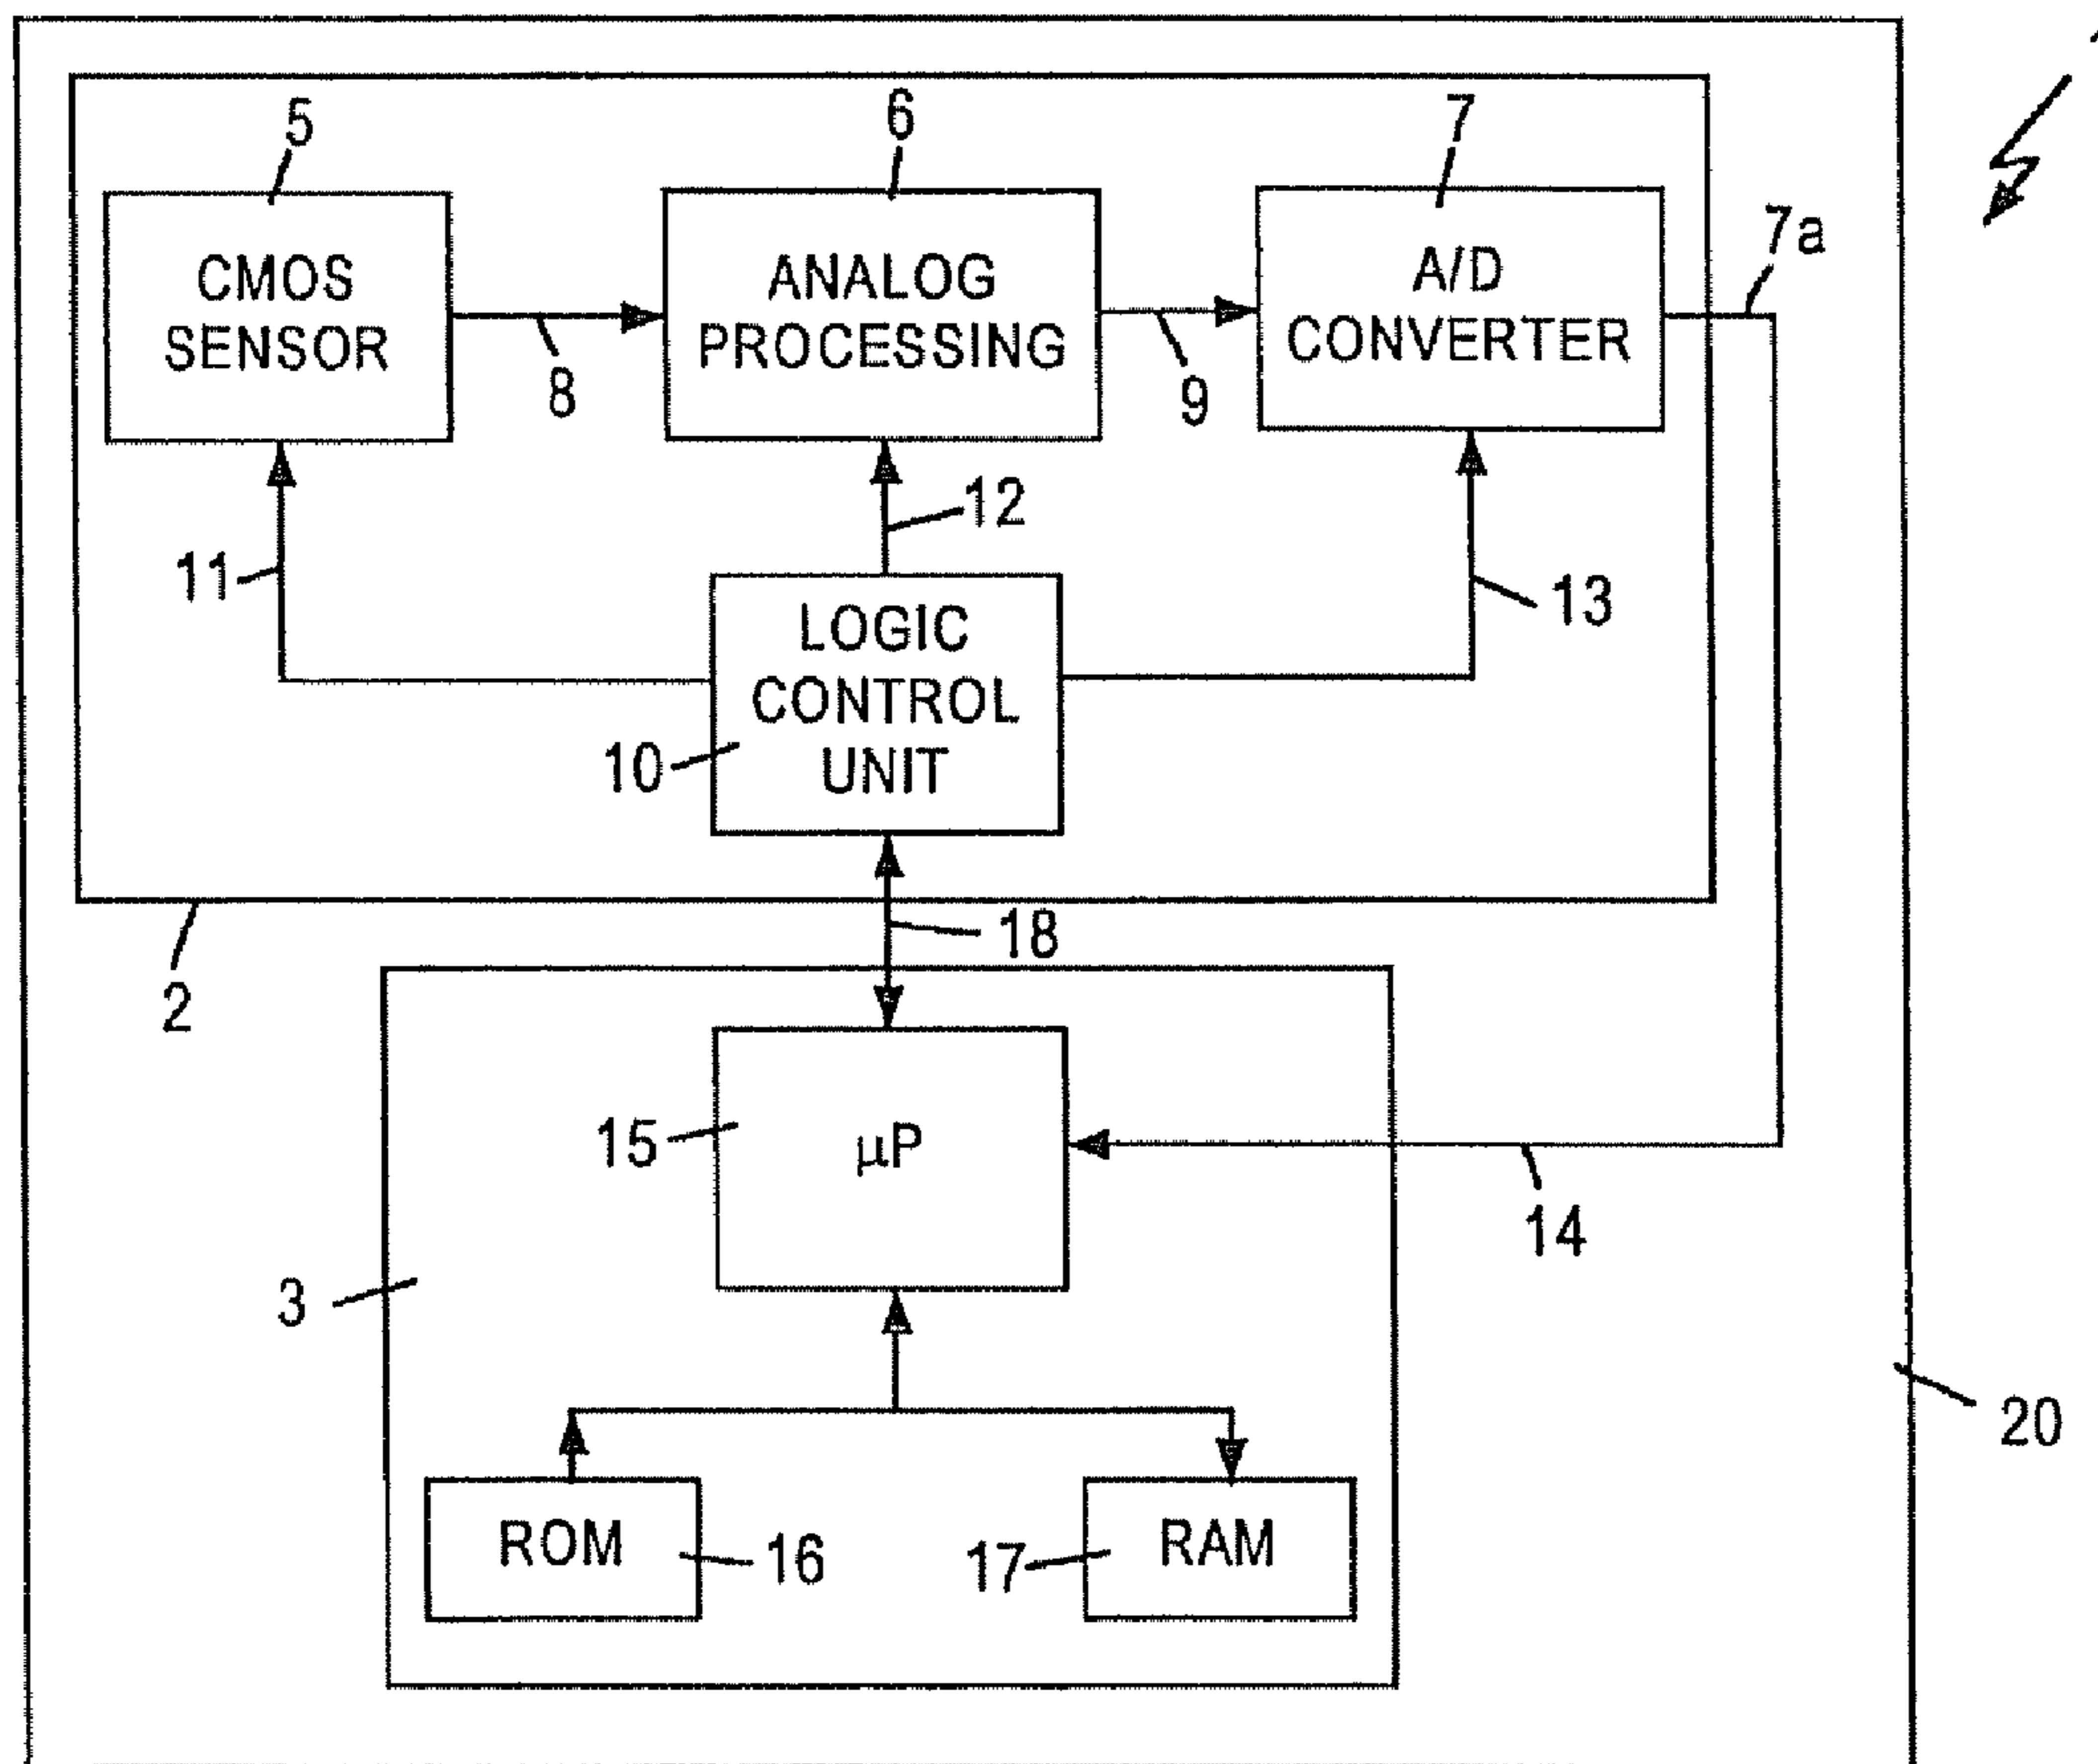 5
6
7
7a
CMOS
SENSOR
ANALOG
PROCESSING
A/D
CONVERTER
8
9
11
12
13
LOGIC
CONTROL
UNIT
10
18
2
15
µP
14
3
20
ROM
16
17
RAM